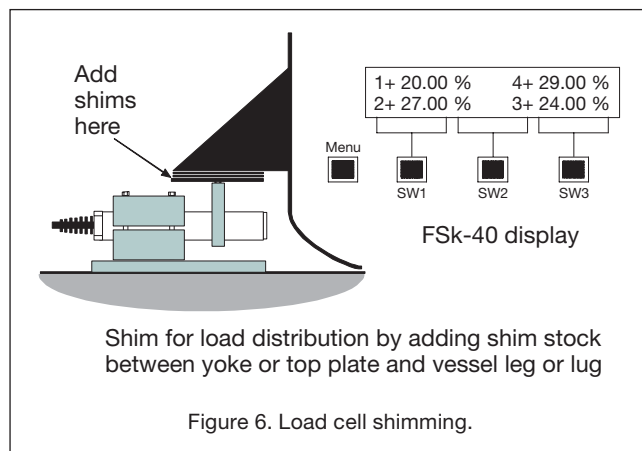 Add
shims
here
1+ 20.00 % 4+ 29.00 %
2+ 27.00 % 3+ 24.00 %
Menu
SW1 SW2 SW3
FSk-40 display
Shim for load distribution by adding shim stock
between yoke or top plate and vessel leg or lug
Figure 6. Load cell shimming.